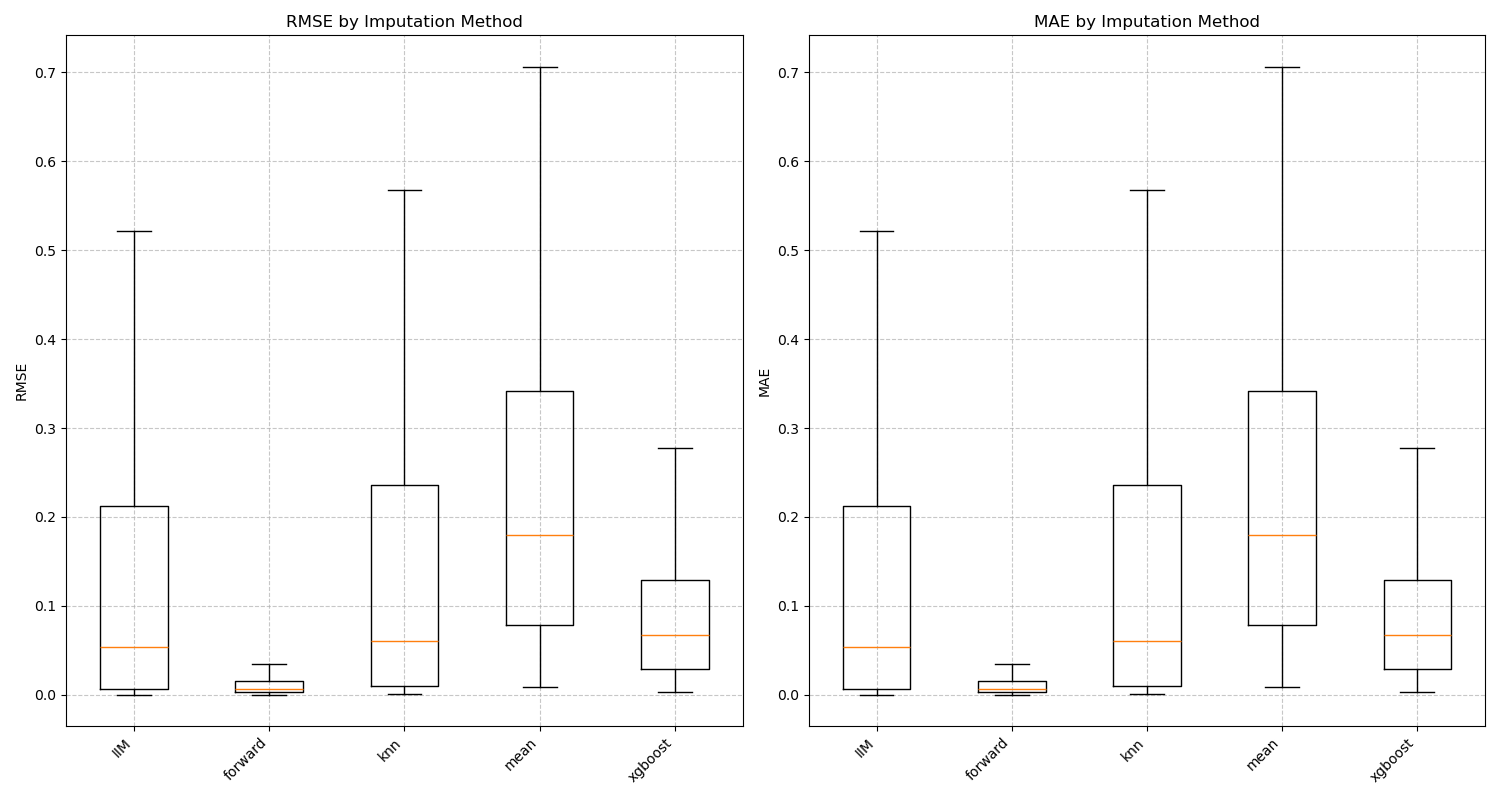 RMSE by Imputation Method
RMSE
0.7
0.6
0.5
0.4
0.3
0.2
0.1
0.0
IIM
forward
knn
mean
xgboost
MAE by Imputation Method
MAE
0.7
0.6
0.5
0.4
0.3
0.2
0.1
0.0
IIM
forward
knn
mean
xgboost